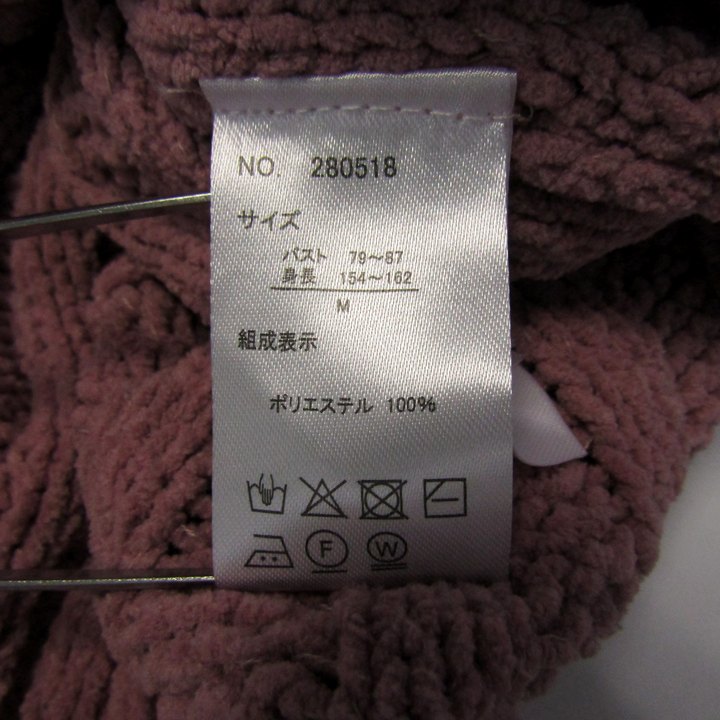 NO. 280518
サイズ
バスト 79～87
身長 154～162
M
組成表示
ポリエステル 100%
F W